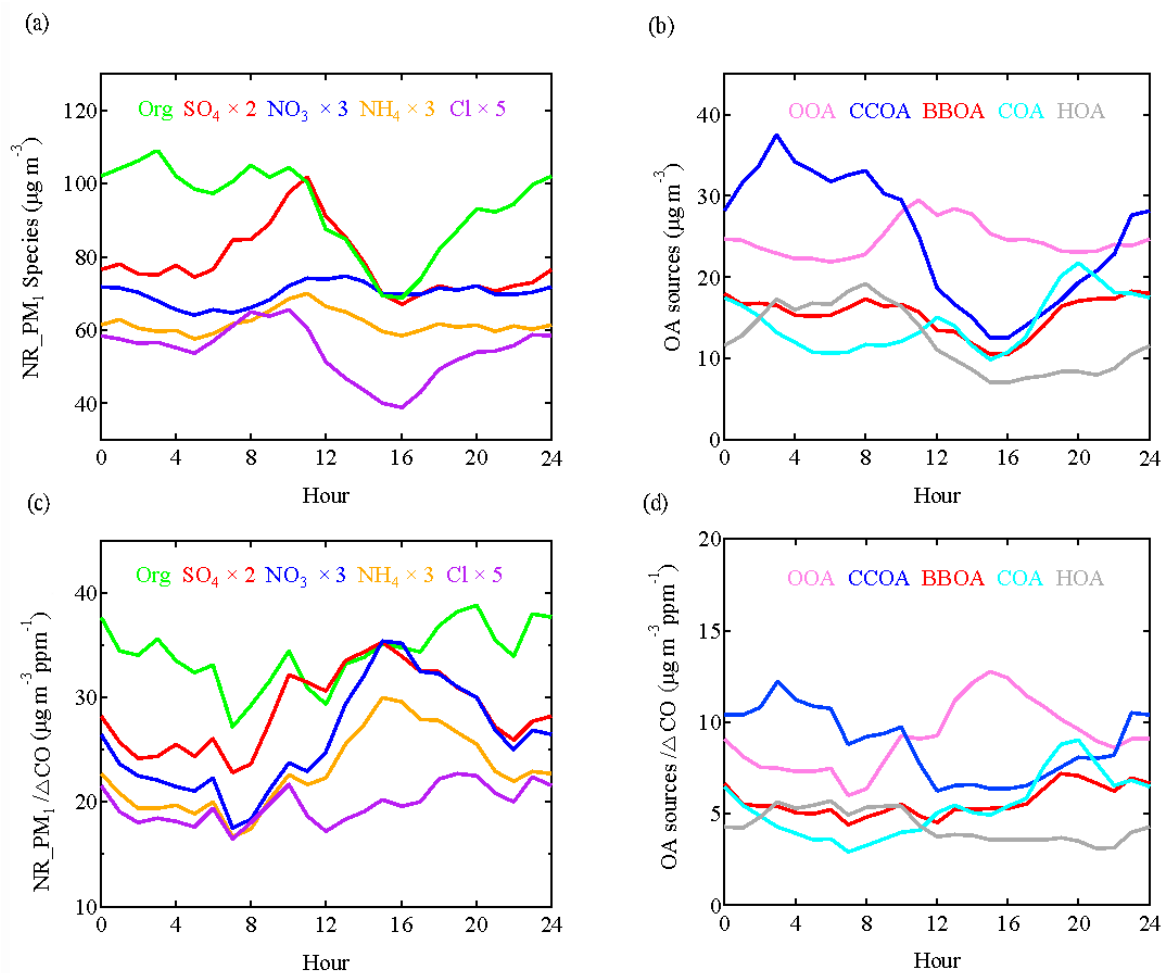 (a)
Org SO₄ × 2 NO₃ × 3 NH₄ × 3 Cl × 5
NR_PM₁ Species (μg m⁻³)
120
100
80
60
40
0 4 8 12 16 20 24
Hour
(b)
OOA CCOA BBOA COA HOA
OA sources (μg m⁻³)
40
30
20
10
0
0 4 8 12 16 20 24
Hour
(c)
Org SO₄ × 2 NO₃ × 3 NH₄ × 3 Cl × 5
NR_PM₁ /△CO (μg m⁻³ ppm⁻¹)
40
30
20
10
0 4 8 12 16 20 24
Hour
(d)
OOA CCOA BBOA COA HOA
OA sources /△CO (μg m⁻³ ppm⁻¹)
20
15
10
5
0
0 4 8 12 16 20 24
Hour